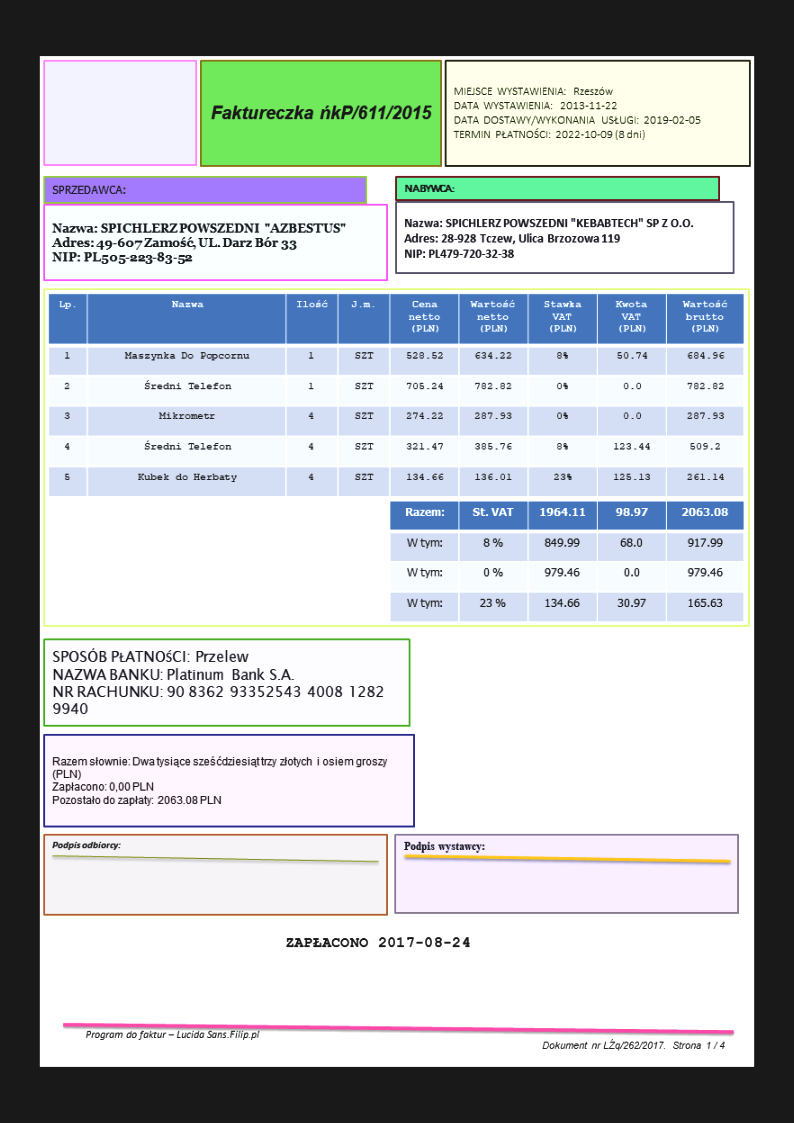 Faktureczka ńkP/611/2015
MIEJSCE WYSTAWIENIA: Rzeszów
DATA WYSTAWIENIA: 2013-11-22
DATA DOSTAWY/WYKONANIA USŁUGI: 2019-02-05
TERMIN PŁATNOŚCI: 2022-10-09 (8 dni)
SPRZEDAWCA:
Nazwa: SPICHLERZ POWSZEDNI "AZBESTUS"
Adres: 49-607 Zamość, UL. Darz Bór 33
NIP: PL505-223-83-52
NABYWCA:
Nazwa: SPICHLERZ POWSZEDNI "KEBABTECH" SP Z O.O.
Adres: 28-928 Tczew, Ulica Brzozowa 119
NIP: PL479-720-32-38
Lp. Nazwa Ilość J.m. Cena netto (PLN) Wartość netto (PLN) Stawka VAT (PLN) Kwota VAT (PLN) Wartość brutto (PLN)
1 Maszynka Do Popcornu 1 SZT 528.52 634.22 8% 50.74 684.96
2 Średni Telefon 1 SZT 705.24 782.82 0% 0.0 782.82
3 Mikrometr 4 SZT 274.22 287.93 0% 0.0 287.93
4 Średni Telefon 4 SZT 321.47 385.76 8% 123.44 509.2
5 Kubek do Herbaty 4 SZT 134.66 136.01 23% 125.13 261.14
Razem: St. VAT 1964.11 98.97 2063.08
W tym: 8 % 849.99 68.0 917.99
W tym: 0 % 979.46 0.0 979.46
W tym: 23 % 134.66 30.97 165.63
SPOSÓB PŁATNOŚCI: Przelew
NAZWA BANKU: Platinum Bank S.A.
NR RACHUNKU: 90 8362 93352543 4008 1282
9940
Razem słownie: Dwa tysiące sześćdziesiąt trzy złotych i osiem groszy
(PLN)
Zapłacono: 0,00 PLN
Pozostało do zapłaty: 2063.08 PLN
Podpis odbiorcy:
Podpis wystawcy:
ZAPŁACONO 2017-08-24
Program do faktur – Lucida Sans.Filip.pl
Dokument nr LŹq/262/2017. Strona 1 / 4